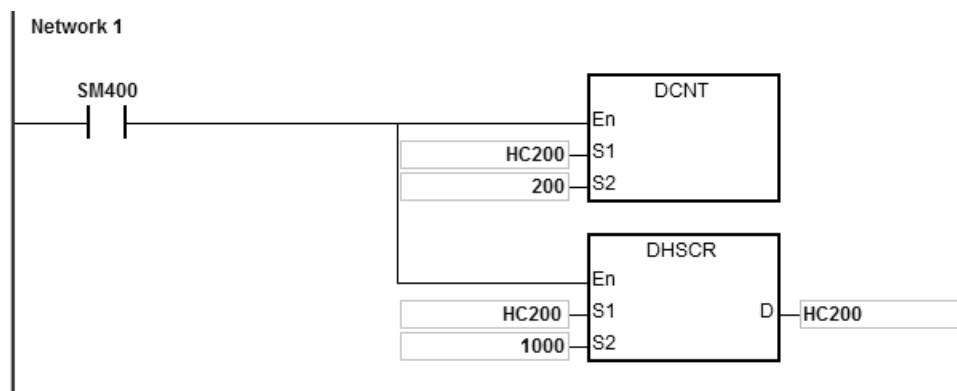 Network 1
SM400
DCNT
En
HC200 S1
200 S2
DHSCR
En
HC200 S1 D HC200
1000 S2